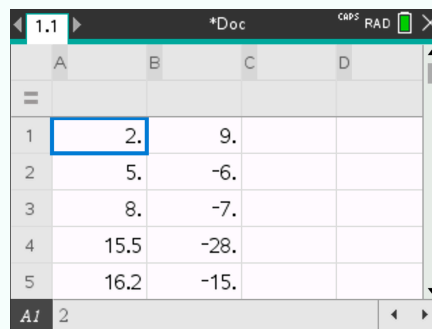 1.1 *Doc CAPS RAD
A B C D
=
1 2. 9.
2 5. -6.
3 8. -7.
4 15.5 -28.
5 16.2 -15.
A1 2